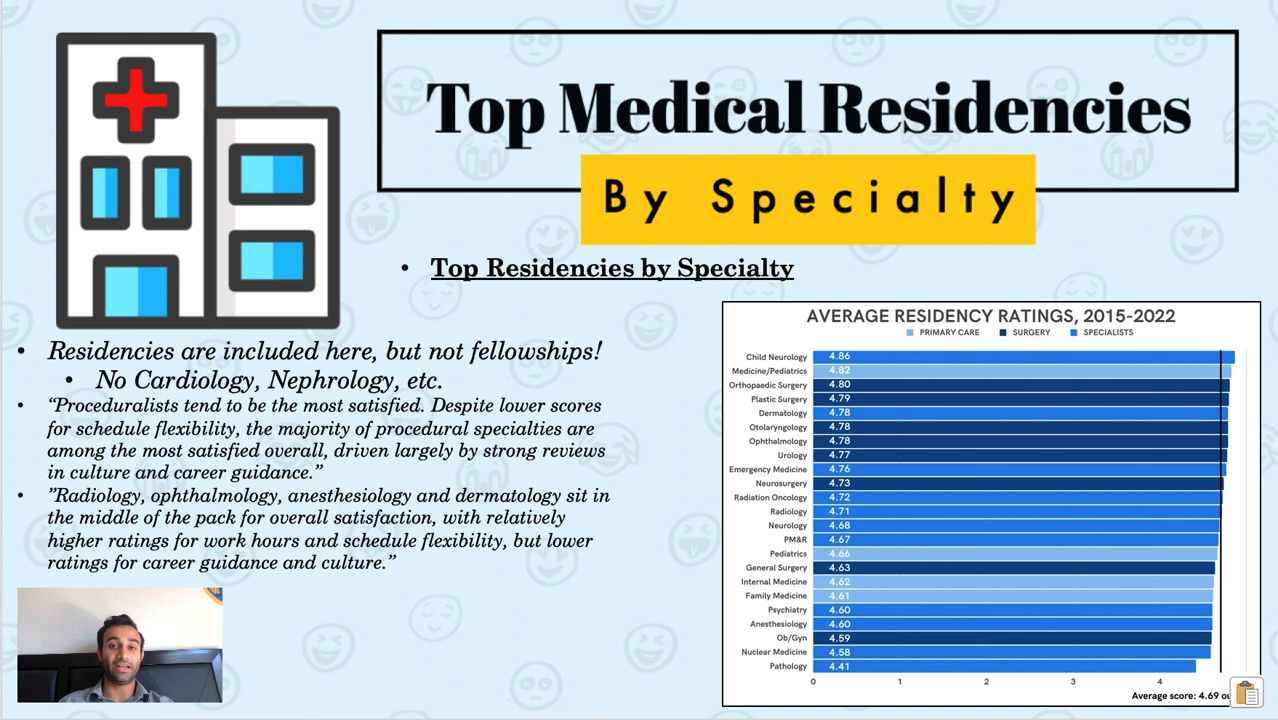 Top Medical Residencies
By Specialty
• Top Residencies by Specialty
• Residencies are included here, but not fellowships!
• No Cardiology, Nephrology, etc.
• “Proceduralists tend to be the most satisfied. Despite lower scores
for schedule flexibility, the majority of procedural specialties are
among the most satisfied overall, driven largely by strong reviews
in culture and career guidance.”
• ”Radiology, ophthalmology, anesthesiology and dermatology sit in
the middle of the pack for overall satisfaction, with relatively
higher ratings for work hours and schedule flexibility, but lower
ratings for career guidance and culture.”
AVERAGE RESIDENCY RATINGS, 2015-2022
PRIMARY CARE SURGERY SPECIALISTS
Child Neurology 4.86
Medicine/Pediatrics 4.82
Orthopaedic Surgery 4.80
Plastic Surgery 4.79
Dermatology 4.78
Otolaryngology 4.78
Ophthalmology 4.78
Urology 4.77
Emergency Medicine 4.76
Neurosurgery 4.73
Radiation Oncology 4.72
Radiology 4.71
Neurology 4.68
PM&R 4.67
Pediatrics 4.66
General Surgery 4.63
Internal Medicine 4.62
Family Medicine 4.61
Psychiatry 4.60
Anesthesiology 4.60
Ob/Gyn 4.59
Nuclear Medicine 4.58
Pathology 4.41
0 1 2 3 4
Average score: 4.69